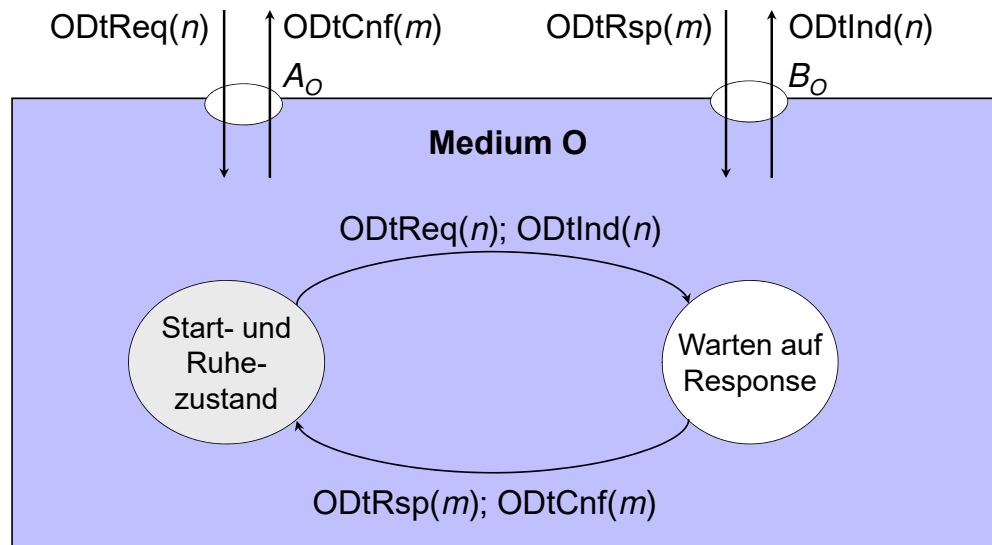 ODtReq(n) ODtCnf(m) ODtRsp(m) ODtInd(n)
A_O B_O
Medium O
ODtReq(n); ODtInd(n)
Start- und
Ruhe-
zustand
Warten auf
Response
ODtRsp(m); ODtCnf(m)